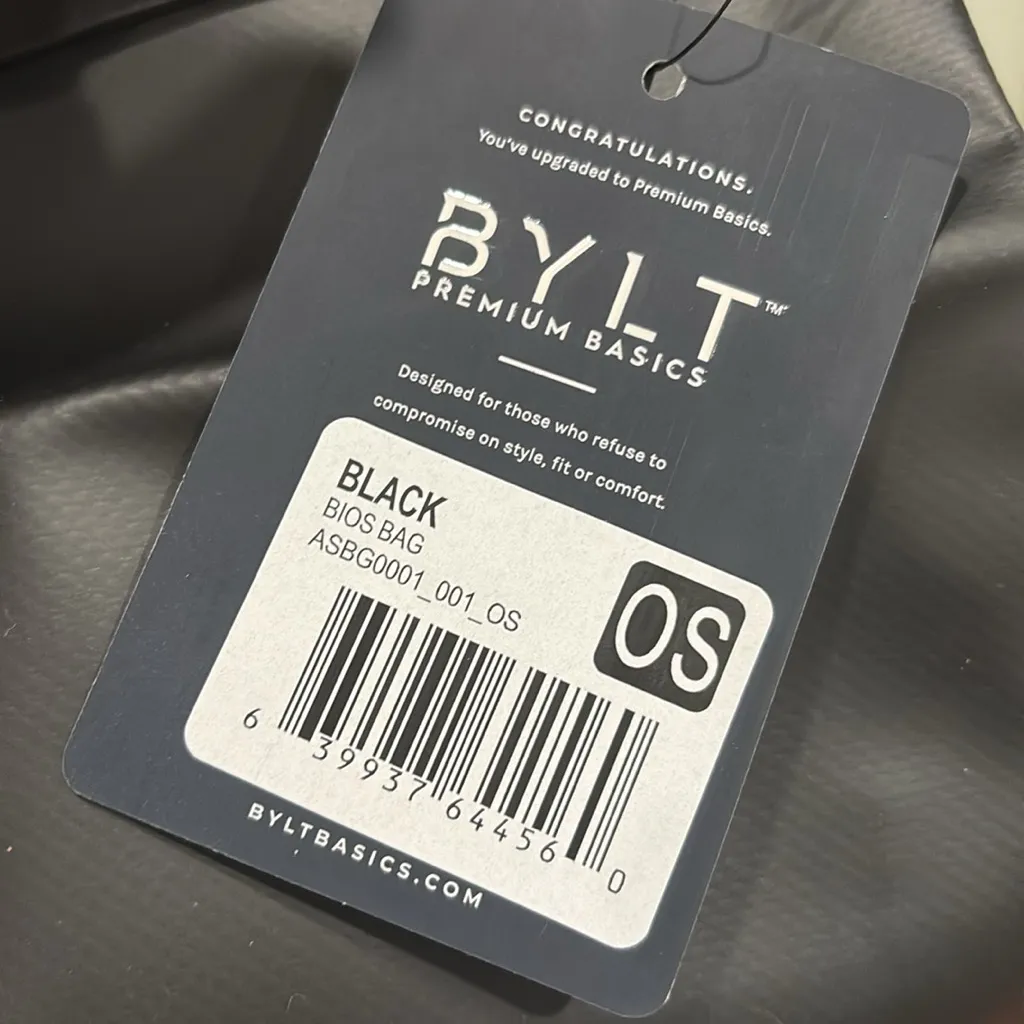 CONGRATULATIONS.
You've upgraded to Premium Basics.
BYLT™
PREMIUM BASICS
Designed for those who refuse to
compromise on style, fit or comfort.
BLACK
BIOS BAG
ASBG0001_001_OS
OS
6 39937 64456 0
BYLTBASICS.COM